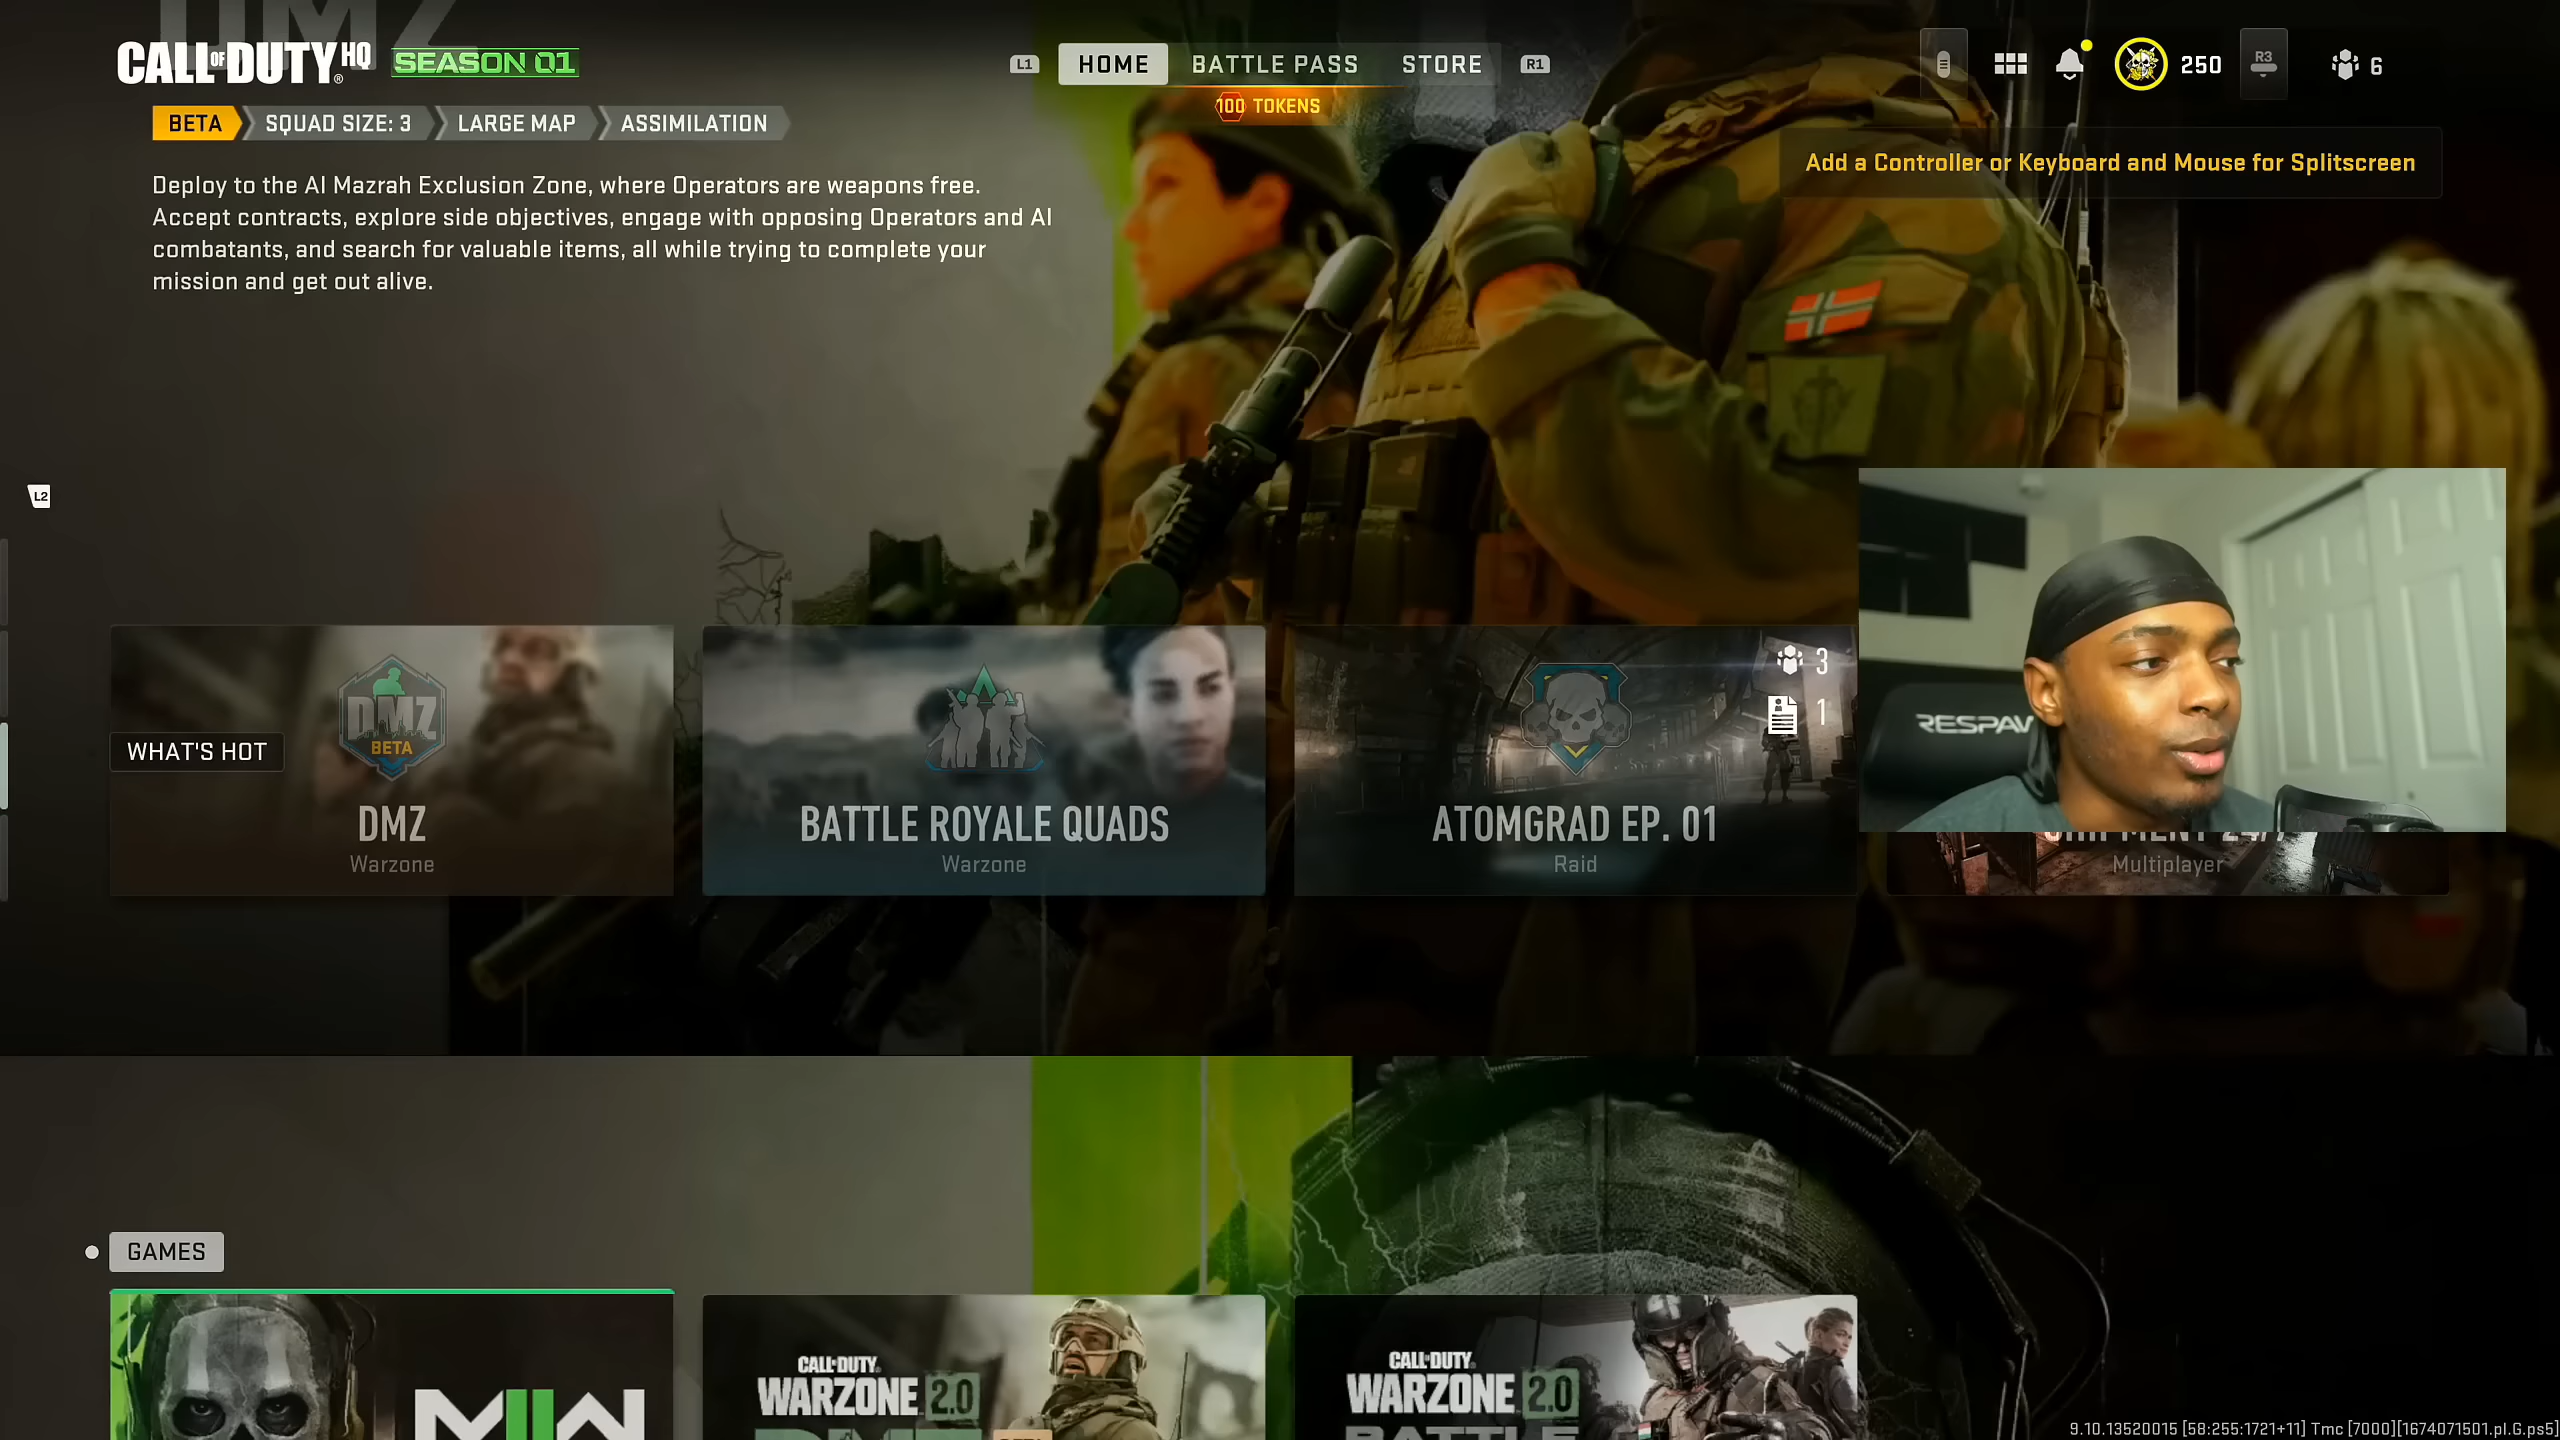 CALL OF DUTY HQ SEASON 01
L1 HOME BATTLE PASS STORE R1
250 R3 6
100 TOKENS
BETA SQUAD SIZE: 3 LARGE MAP ASSIMILATION
Add a Controller or Keyboard and Mouse for Splitscreen
Deploy to the Al Mazrah Exclusion Zone, where Operators are weapons free.
Accept contracts, explore side objectives, engage with opposing Operators and AI
combatants, and search for valuable items, all while trying to complete your
mission and get out alive.
L2
3
1
DMZ
BETA
WHAT'S HOT
RESPAW
DMZ
Warzone
BATTLE ROYALE QUADS
Warzone
ATOMGRAD EP. 01
Raid
SHIPMENT 24/7
Multiplayer
GAMES
MW
CALL OF DUTY
WARZONE 2.0
CALL OF DUTY
WARZONE 2.0
BATTLE
9.10.13520015 [58:255:1721+11] Tmc [7000][1674071501.pl.G.ps5]